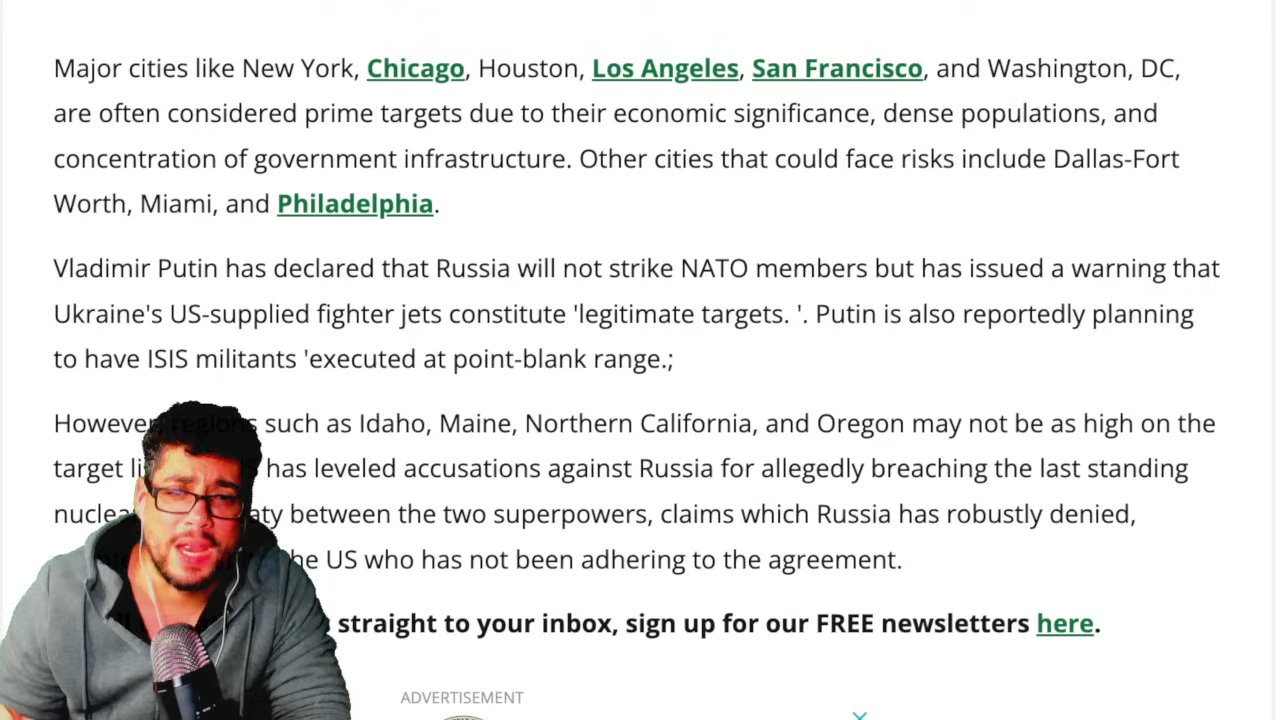 Major cities like New York, Chicago, Houston, Los Angeles, San Francisco, and Washington, DC,
are often considered prime targets due to their economic significance, dense populations, and
concentration of government infrastructure. Other cities that could face risks include Dallas-Fort
Worth, Miami, and Philadelphia.
Vladimir Putin has declared that Russia will not strike NATO members but has issued a warning that
Ukraine's US-supplied fighter jets constitute 'legitimate targets. '. Putin is also reportedly planning
to have ISIS militants 'executed at point-blank range.;
However, regions such as Idaho, Maine, Northern California, and Oregon may not be as high on the
target has leveled accusations against Russia for allegedly breaching the last standing
between the two superpowers, claims which Russia has robustly denied,
the US who has not been adhering to the agreement.
straight to your inbox, sign up for our FREE newsletters here.
ADVERTISEMENT